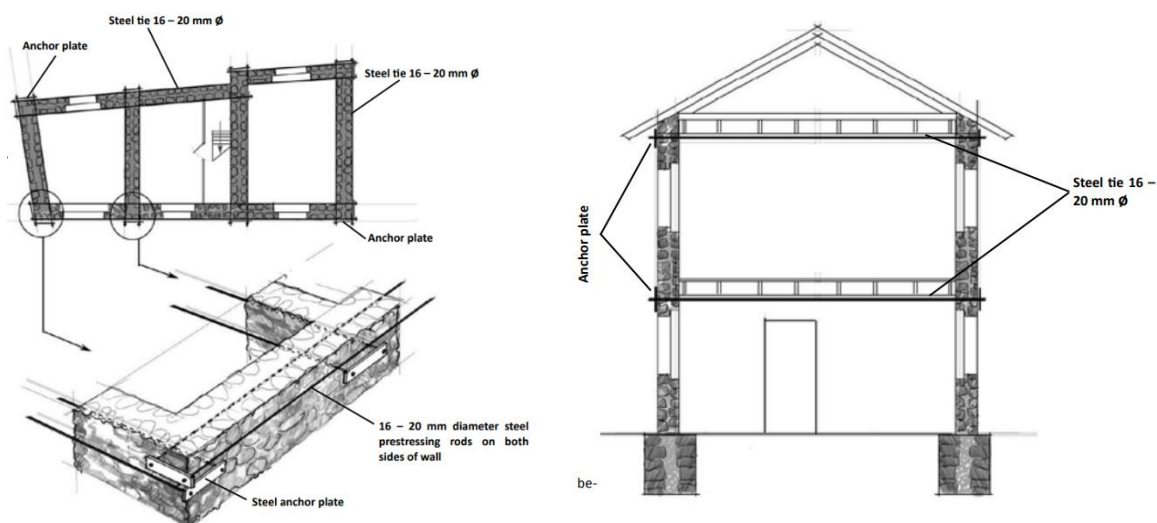 Steel tie 16 – 20 mm Ø
Anchor plate
Steel tie 16 – 20 mm Ø
Anchor plate
16 – 20 mm diameter steel
prestressing rods on both
sides of wall
Steel anchor plate
Anchor plate
Steel tie 16 –
20 mm Ø
be-